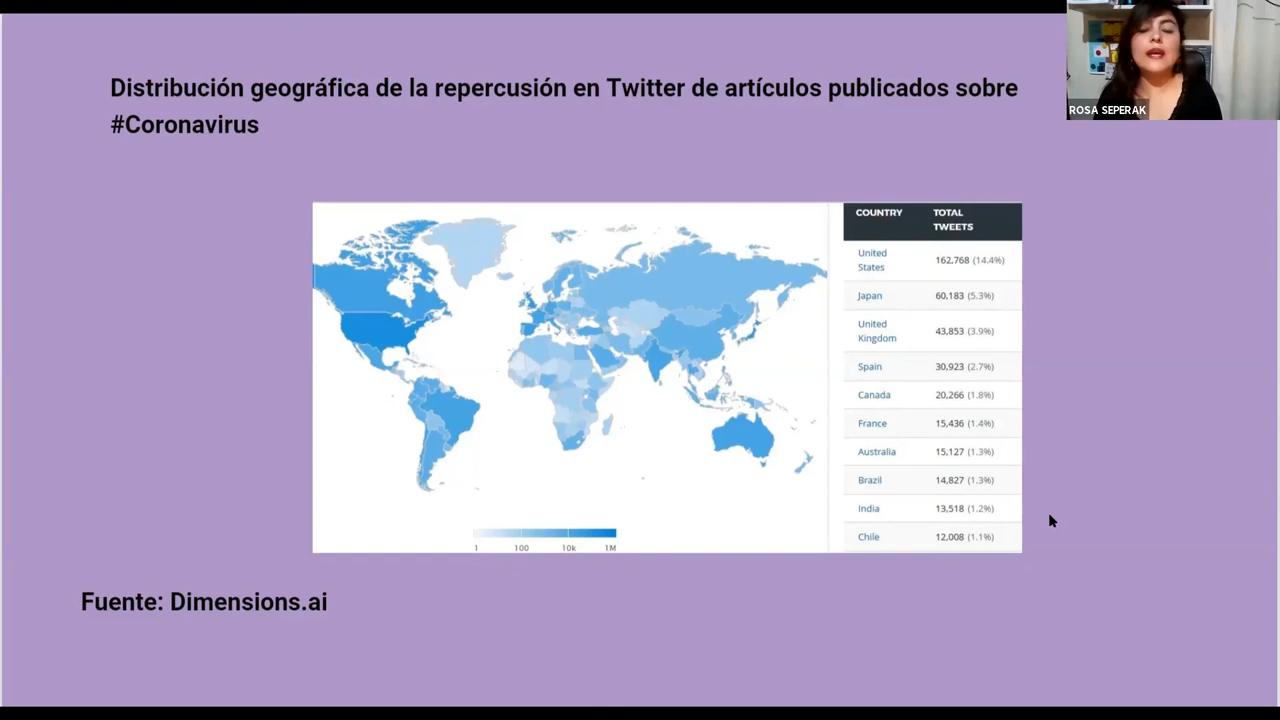 Distribución geográfica de la repercusión en Twitter de artículos publicados sobre
#Coronavirus
ROSA SEPERAK
COUNTRY TOTAL
TWEETS
United
States 162,768 (14.4%)
Japan 60,183 (5.3%)
United
Kingdom 43,853 (3.9%)
Spain 30,923 (2.7%)
Canada 20,266 (1.8%)
France 15,436 (1.4%)
Australia 15,127 (1.3%)
Brazil 14,827 (1.3%)
India 13,518 (1.2%)
Chile 12,008 (1.1%)
1 100 10k 1M
Fuente: Dimensions.ai